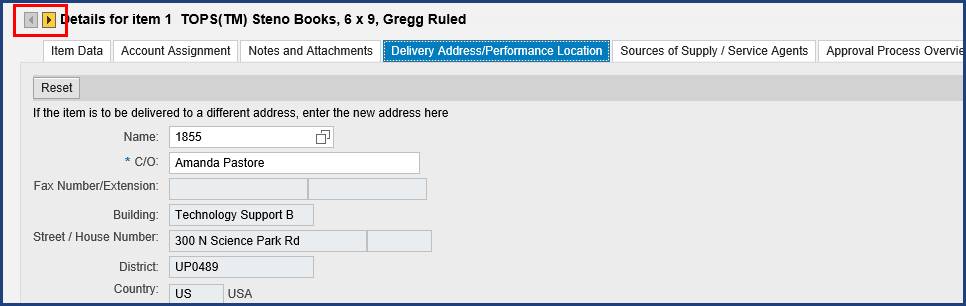 Details for item 1 TOPS(TM) Steno Books, 6 x 9, Gregg Ruled
Item Data Account Assignment Notes and Attachments Delivery Address/Performance Location Sources of Supply / Service Agents Approval Process Overvie
Reset
If the item is to be delivered to a different address, enter the new address here
Name: 1855
* C/O: Amanda Pastore
Fax Number/Extension:
Building: Technology Support B
Street / House Number: 300 N Science Park Rd
District: UP0489
Country: US USA